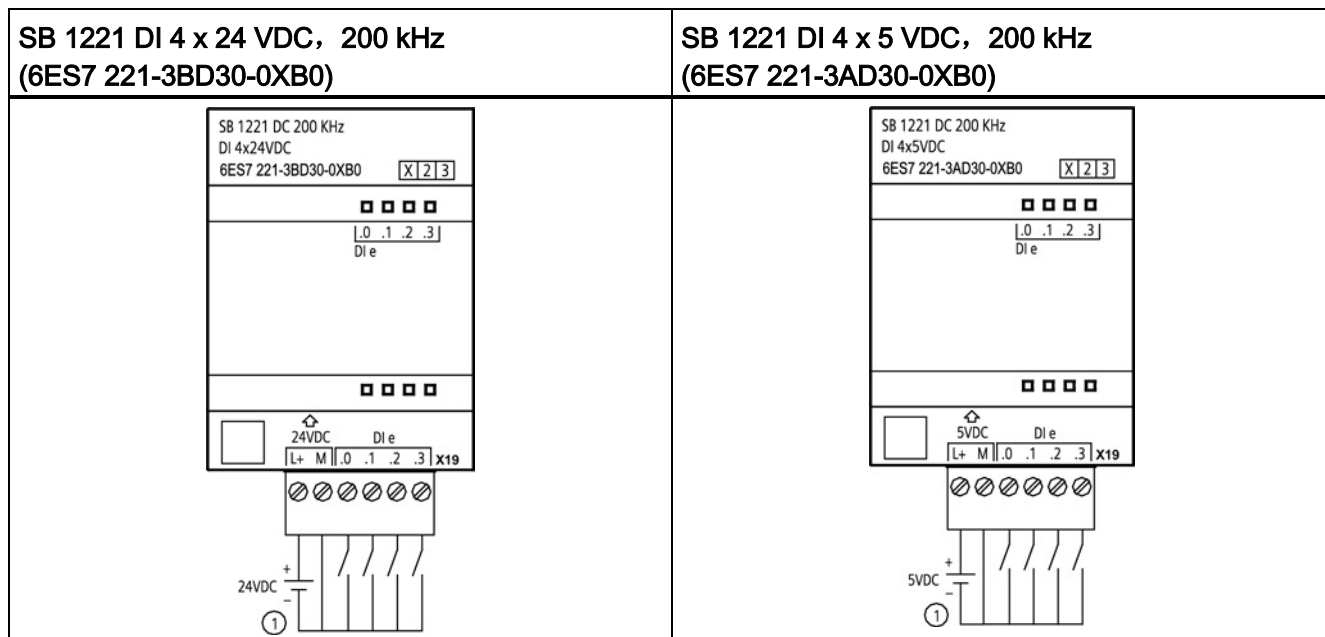 SB 1221 DI 4 x 24 VDC，200 kHz
(6ES7 221-3BD30-0XB0)
SB 1221 DI 4 x 5 VDC，200 kHz
(6ES7 221-3AD30-0XB0)
SB 1221 DC 200 KHz
DI 4x24VDC
6ES7 221-3BD30-0XB0 X 2 3
.0 .1 .2 .3
DI e
24VDC DI e
L+ M .0 .1 .2 .3 X19
+
24VDC
–
①
SB 1221 DC 200 KHz
DI 4x5VDC
6ES7 221-3AD30-0XB0 X 2 3
.0 .1 .2 .3
DI e
5VDC DI e
L+ M .0 .1 .2 .3 X19
+
5VDC
–
①